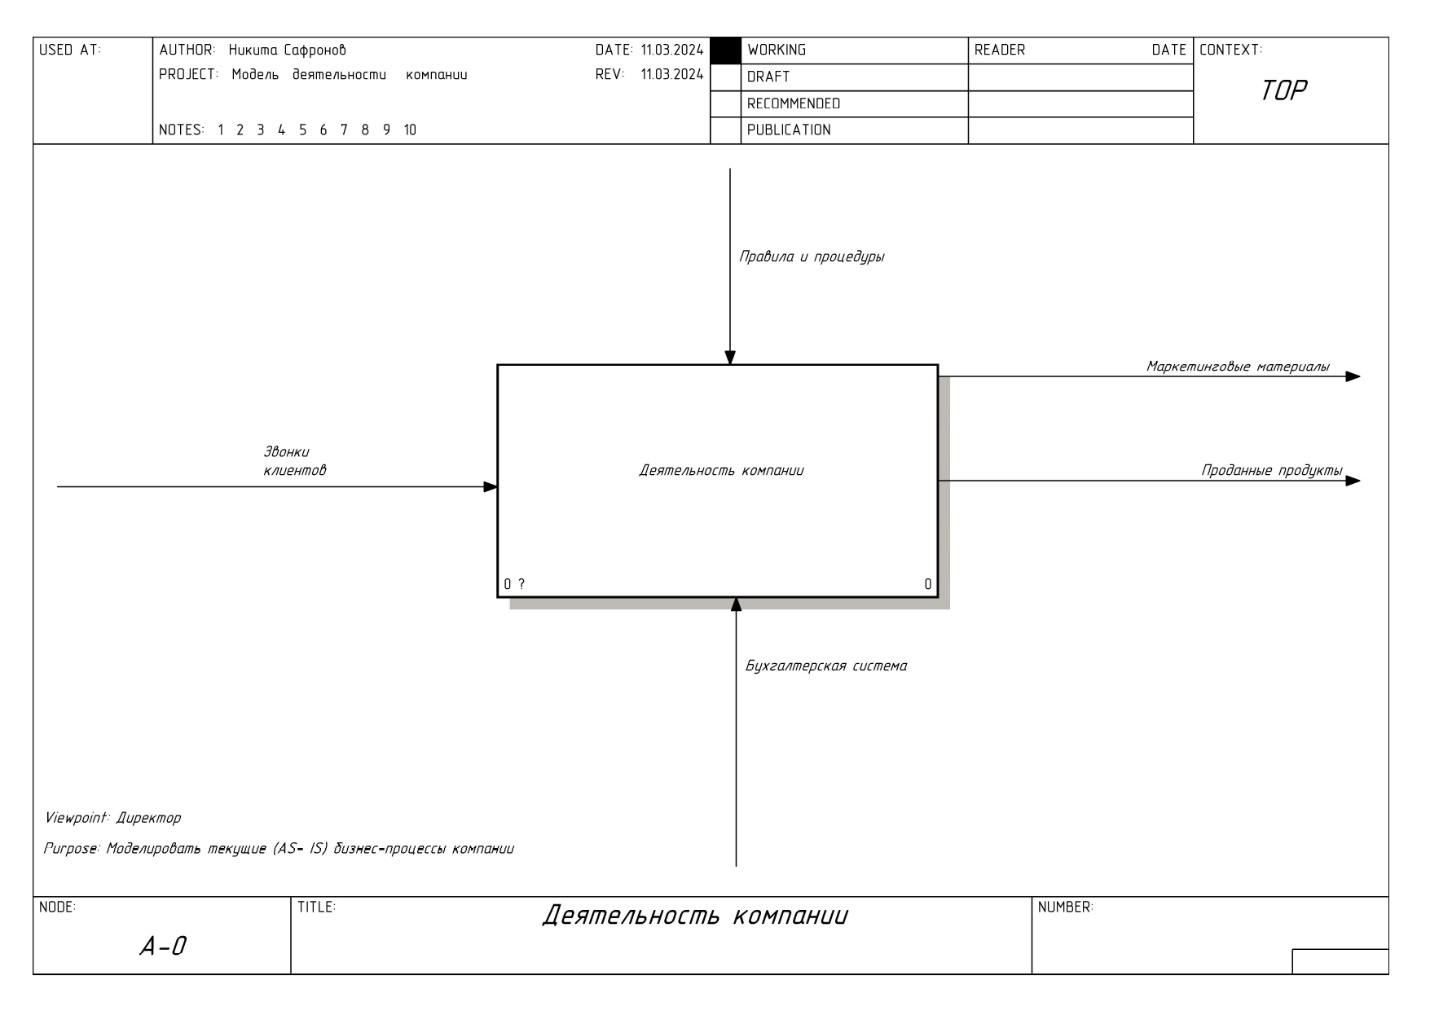 USED AT:
AUTHOR: Никита Сафронов
DATE: 11.03.2024
PROJECT: Модель деятельности компании
REV: 11.03.2024
NOTES: 1 2 3 4 5 6 7 8 9 10
WORKING
DRAFT
RECOMMENDED
PUBLICATION
READER
DATE
CONTEXT:
TOP
Правила и процедуры
Маркетинговые материалы
Звонки
клиентов
Деятельность компании
Проданные продукты
0 ?
0
Бухгалтерская система
Viewpoint: Директор
Purpose: Моделировать текущие (AS- IS) бизнес-процессы компании
NODE:
A-0
TITLE:
Деятельность компании
NUMBER: